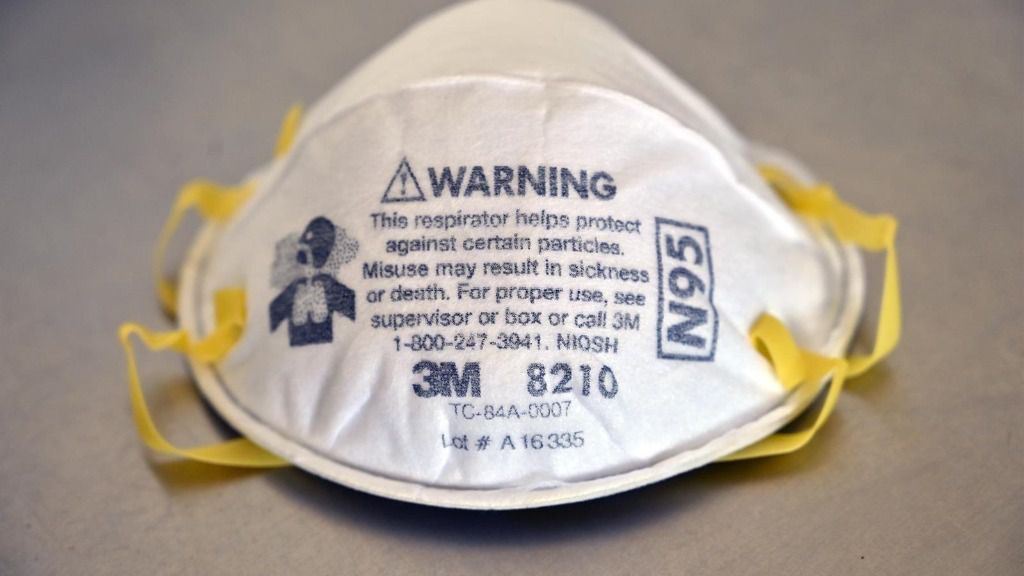 WARNING
This respirator helps protect
against certain particles.
Misuse may result in sickness
or death. For proper use, see
supervisor or box or call 3M
1-800-247-3941. NIOSH
3M 8210
TC-84A-0007
Lot # A16335
N95